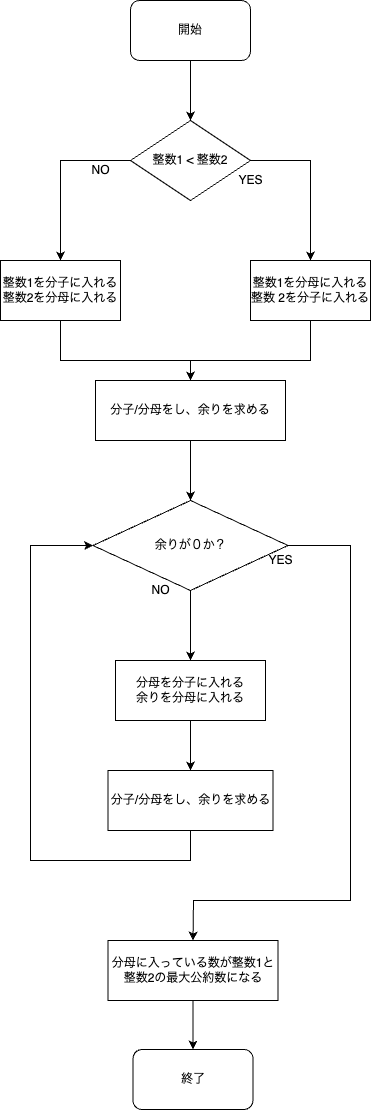 開始
整数1 < 整数2
NO
YES
整数1を分子に入れる
整数2を分母に入れる
整数1を分母に入れる
整数 2を分子に入れる
分子/分母をし、余りを求める
余りが０か？
YES
NO
分母を分子に入れる
余りを分母に入れる
分子/分母をし、余りを求める
分母に入っている数が整数1と
整数2の最大公約数になる
終了